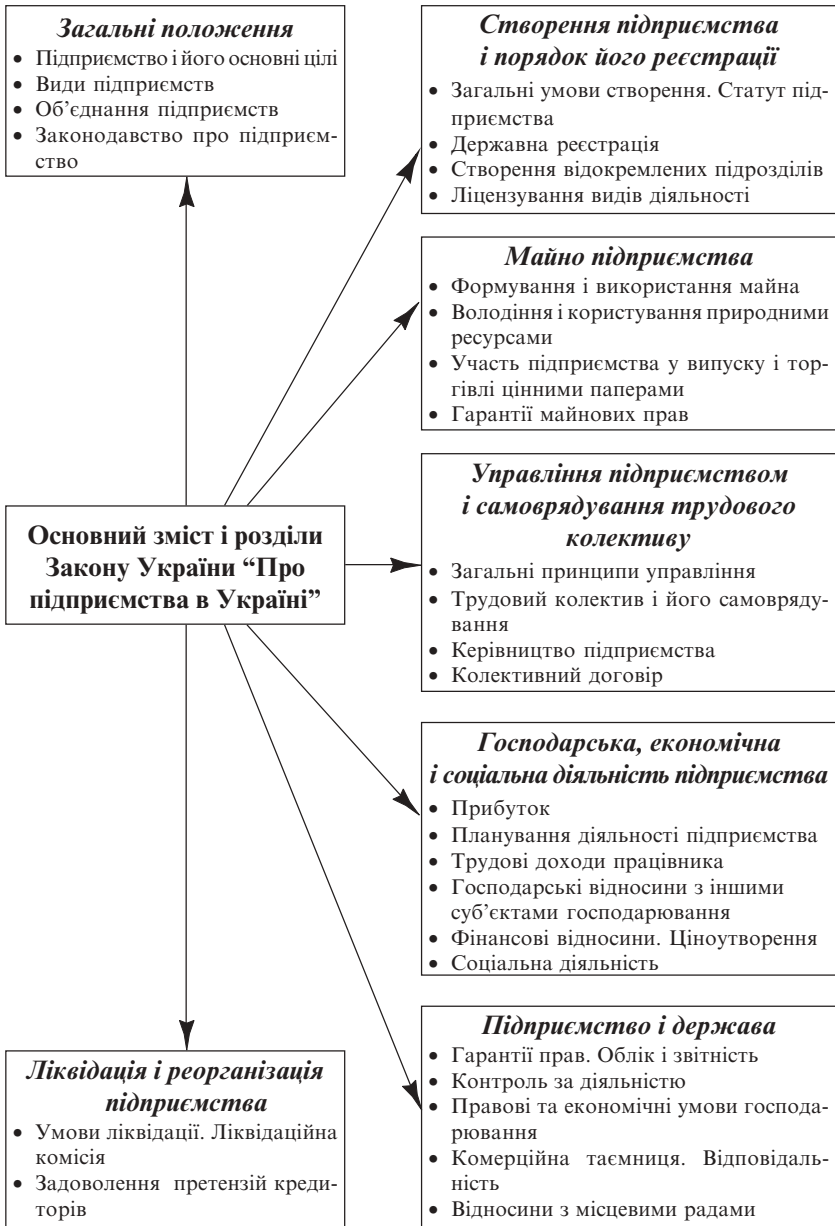 Загальні положення
• Підприємство і його основні цілі
• Види підприємств
• Об’єднання підприємств
• Законодавство про підприєм-
ство
Створення підприємства
і порядок його реєстрації
• Загальні умови створення. Статут під-
приємства
• Державна реєстрація
• Створення відокремлених підрозділів
• Ліцензування видів діяльності
Майно підприємства
• Формування і використання майна
• Володіння і користування природними
ресурсами
• Участь підприємства у випуску і тор-
гівлі цінними паперами
• Гарантії майнових прав
Основний зміст і розділи
Закону України “Про
підприємства в Україні”
Управління підприємством
і самоврядування трудового
колективу
• Загальні принципи управління
• Трудовий колектив і його самовряду-
вання
• Керівництво підприємства
• Колективний договір
Господарська, економічна
і соціальна діяльність підприємства
• Прибуток
• Планування діяльності підприємства
• Трудові доходи працівника
• Господарські відносини з іншими
суб’єктами господарювання
• Фінансові відносини. Ціноутворення
• Соціальна діяльність
Ліквідація і реорганізація
підприємства
• Умови ліквідації. Ліквідаційна
комісія
• Задоволення претензій креди-
торів
Підприємство і держава
• Гарантії прав. Облік і звітність
• Контроль за діяльністю
• Правові та економічні умови господа-
рювання
• Комерційна таємниця. Відповідаль-
ність
• Відносини з місцевими радами